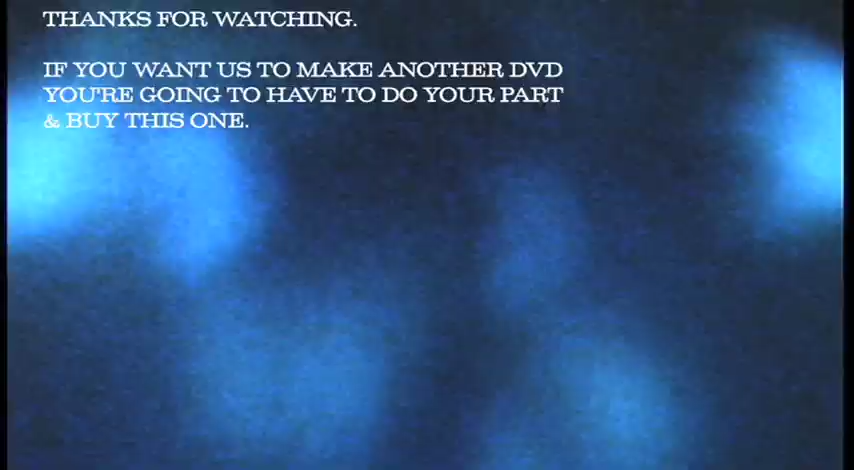 THANKS FOR WATCHING.
IF YOU WANT US TO MAKE ANOTHER DVD
YOU'RE GOING TO HAVE TO DO YOUR PART
& BUY THIS ONE.